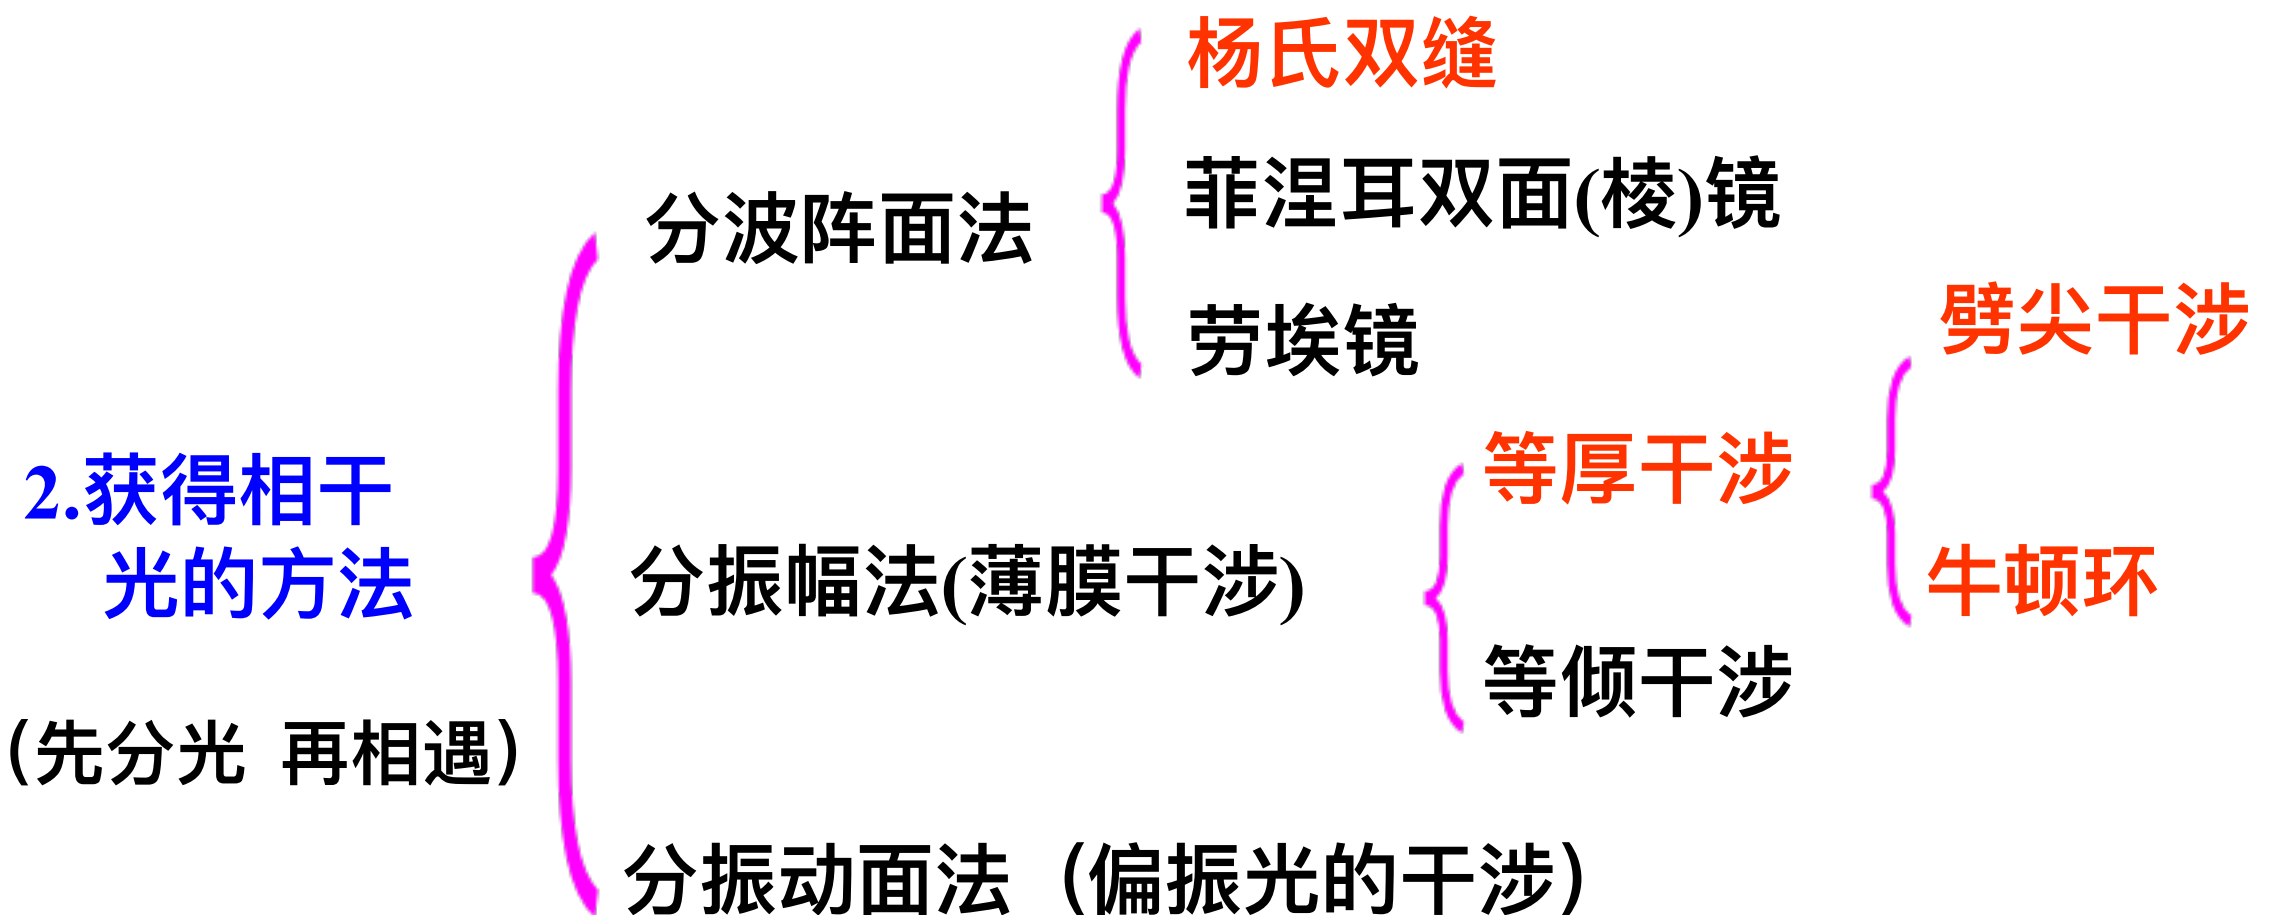 杨氏双缝
菲涅耳双面(棱)镜
分波阵面法
劳埃镜
劈尖干涉
等厚干涉
2.获得相干
光的方法
分振幅法(薄膜干涉)
牛顿环
等倾干涉
（先分光 再相遇）
分振动面法（偏振光的干涉）